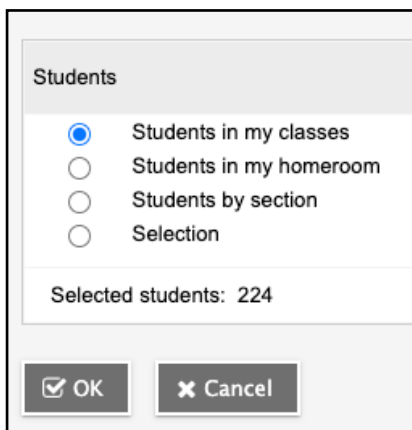 Students
Students in my classes
Students in my homeroom
Students by section
Selection
Selected students: 224
OK
Cancel